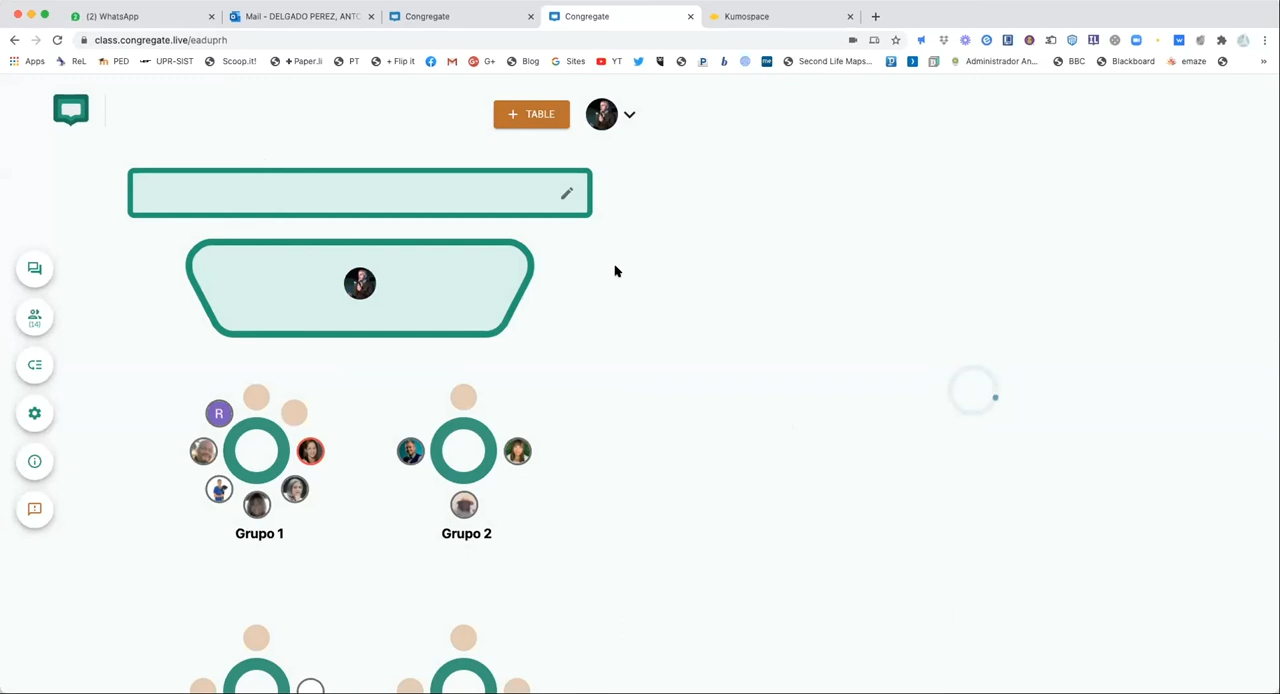 (2) WhatsApp
Mail - DELGADO PEREZ, ANTO
Congregate
Congregate
Kumospace
class.congregate.live/eaduprh
Apps
ReL
PED
UPR-SIST
Scoop.it!
+ Paper.li
PT
+ Flip it
G+
Blog
Sites
YT
Second Life Maps...
Administrador An...
BBC
Blackboard
emaze
»
+ TABLE
(14)
R
Grupo 1
Grupo 2